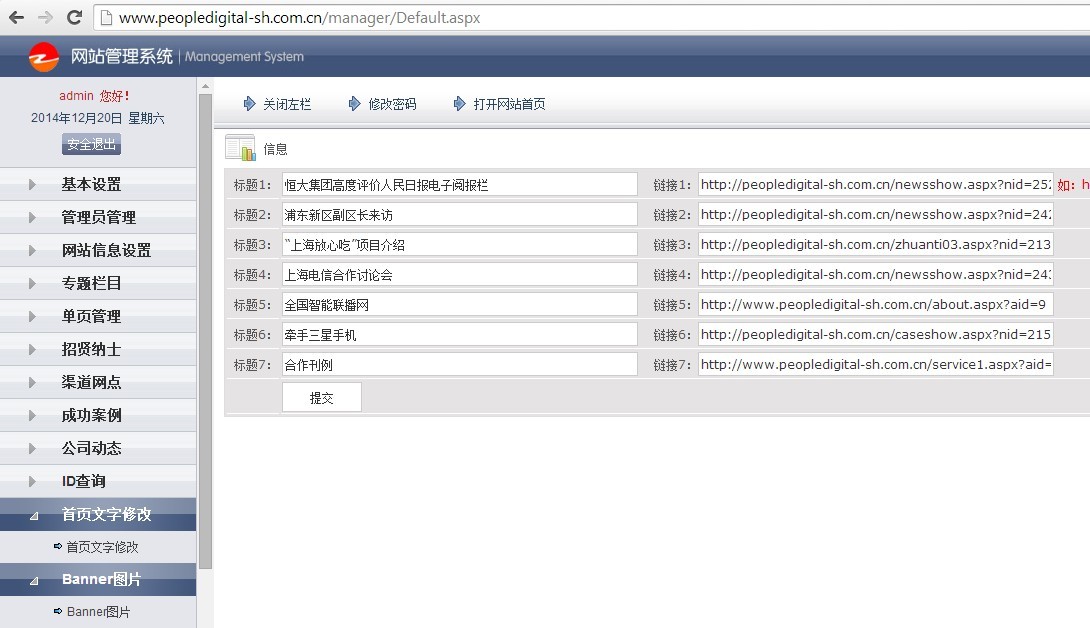 www.peopledigital-sh.com.cn/manager/Default.aspx
网站管理系统 | Management System
admin 您好!
2014年12月20日 星期六
安全退出
基本设置
管理员管理
网站信息设置
专题栏目
单页管理
招贤纳士
渠道网点
成功案例
公司动态
ID查询
首页文字修改
首页文字修改
Banner图片
Banner图片
关闭左栏 修改密码 打开网站首页
信息
标题1: 恒大集团高度评价人民日报电子阅报栏 链接1: http://peopledigital-sh.com.cn/newsshow.aspx?nid=252 如: h
标题2: 浦东新区副区长来访 链接2: http://peopledigital-sh.com.cn/newsshow.aspx?nid=242
标题3: “上海放心吃”项目介绍 链接3: http://peopledigital-sh.com.cn/zhuanti03.aspx?nid=213
标题4: 上海电信合作讨论会 链接4: http://peopledigital-sh.com.cn/newsshow.aspx?nid=24
标题5: 全国智能联播网 链接5: http://www.peopledigital-sh.com.cn/about.aspx?aid=9
标题6: 牵手三星手机 链接6: http://peopledigital-sh.com.cn/caseshow.aspx?nid=215
标题7: 合作刊例 链接7: http://www.peopledigital-sh.com.cn/service1.aspx?aid=
提交